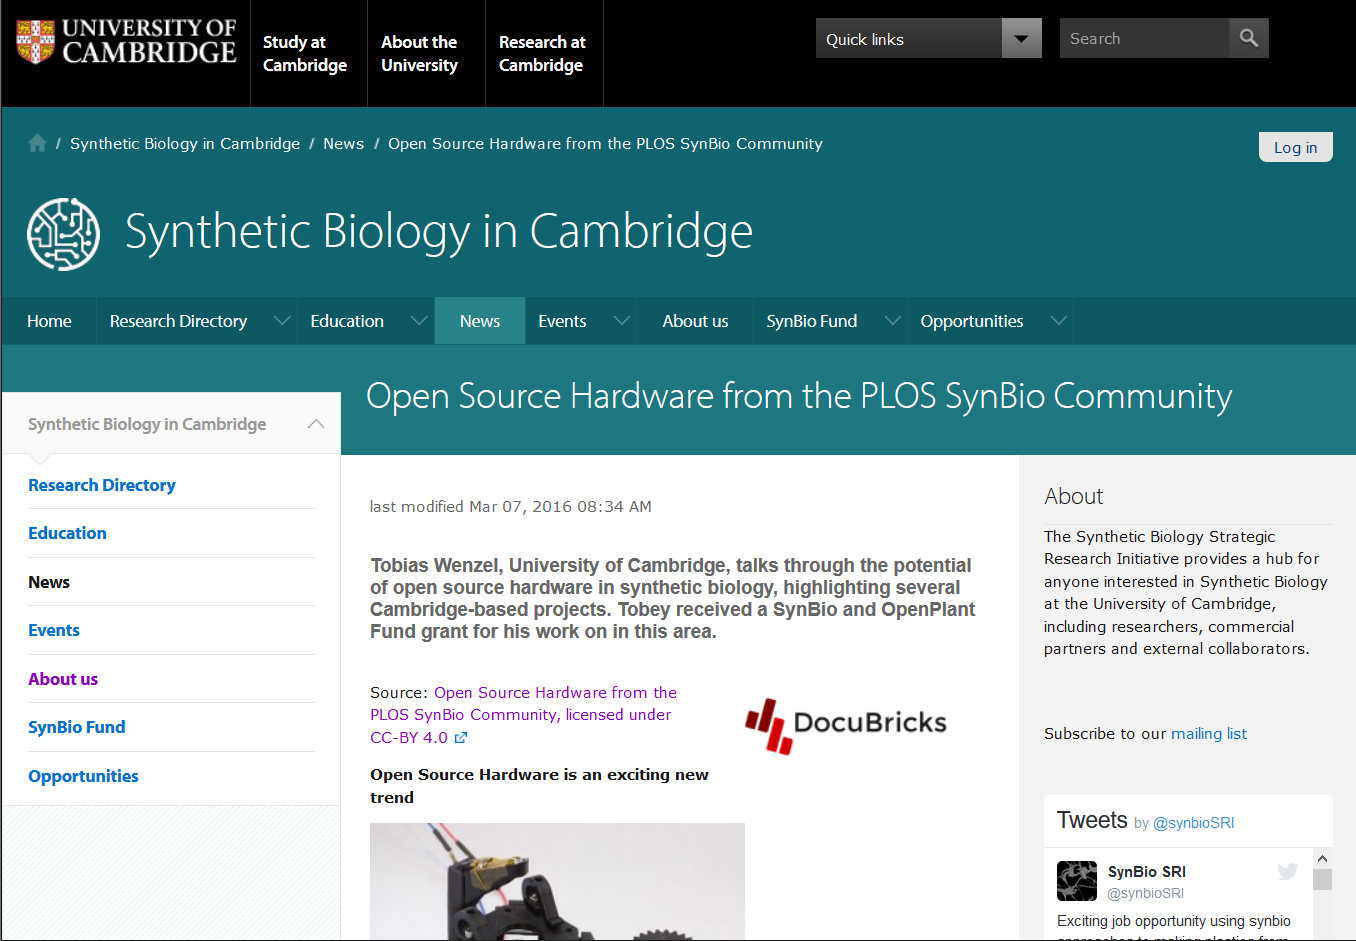 UNIVERSITY OF
CAMBRIDGE
Study at
Cambridge
About the
University
Research at
Cambridge
Quick links
Search
/ Synthetic Biology in Cambridge / News / Open Source Hardware from the PLOS SynBio Community
Log in
Synthetic Biology in Cambridge
Home
Research Directory
Education
News
Events
About us
SynBio Fund
Opportunities
Open Source Hardware from the PLOS SynBio Community
Synthetic Biology in Cambridge
Research Directory
Education
News
Events
About us
SynBio Fund
Opportunities
last modified Mar 07, 2016 08:34 AM
Tobias Wenzel, University of Cambridge, talks through the potential
of open source hardware in synthetic biology, highlighting several
Cambridge-based projects. Tobey received a SynBio and OpenPlant
Fund grant for his work on in this area.
Source: Open Source Hardware from the
PLOS SynBio Community, licensed under
CC-BY 4.0
DocuBricks
Open Source Hardware is an exciting new
trend
About
The Synthetic Biology Strategic
Research Initiative provides a hub for
anyone interested in Synthetic Biology
at the University of Cambridge,
including researchers, commercial
partners and external collaborators.
Subscribe to our mailing list
Tweets by @synbioSRI
SynBio SRI
@synbioSRI
Exciting job opportunity using synbio
approaches to making plastics from